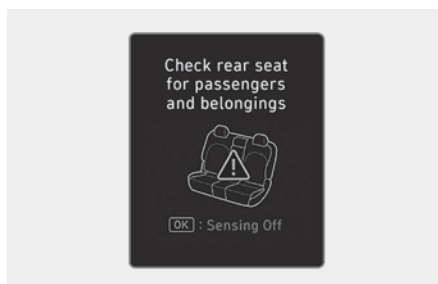 Check rear seat
for passengers
and belongings
OK : Sensing Off